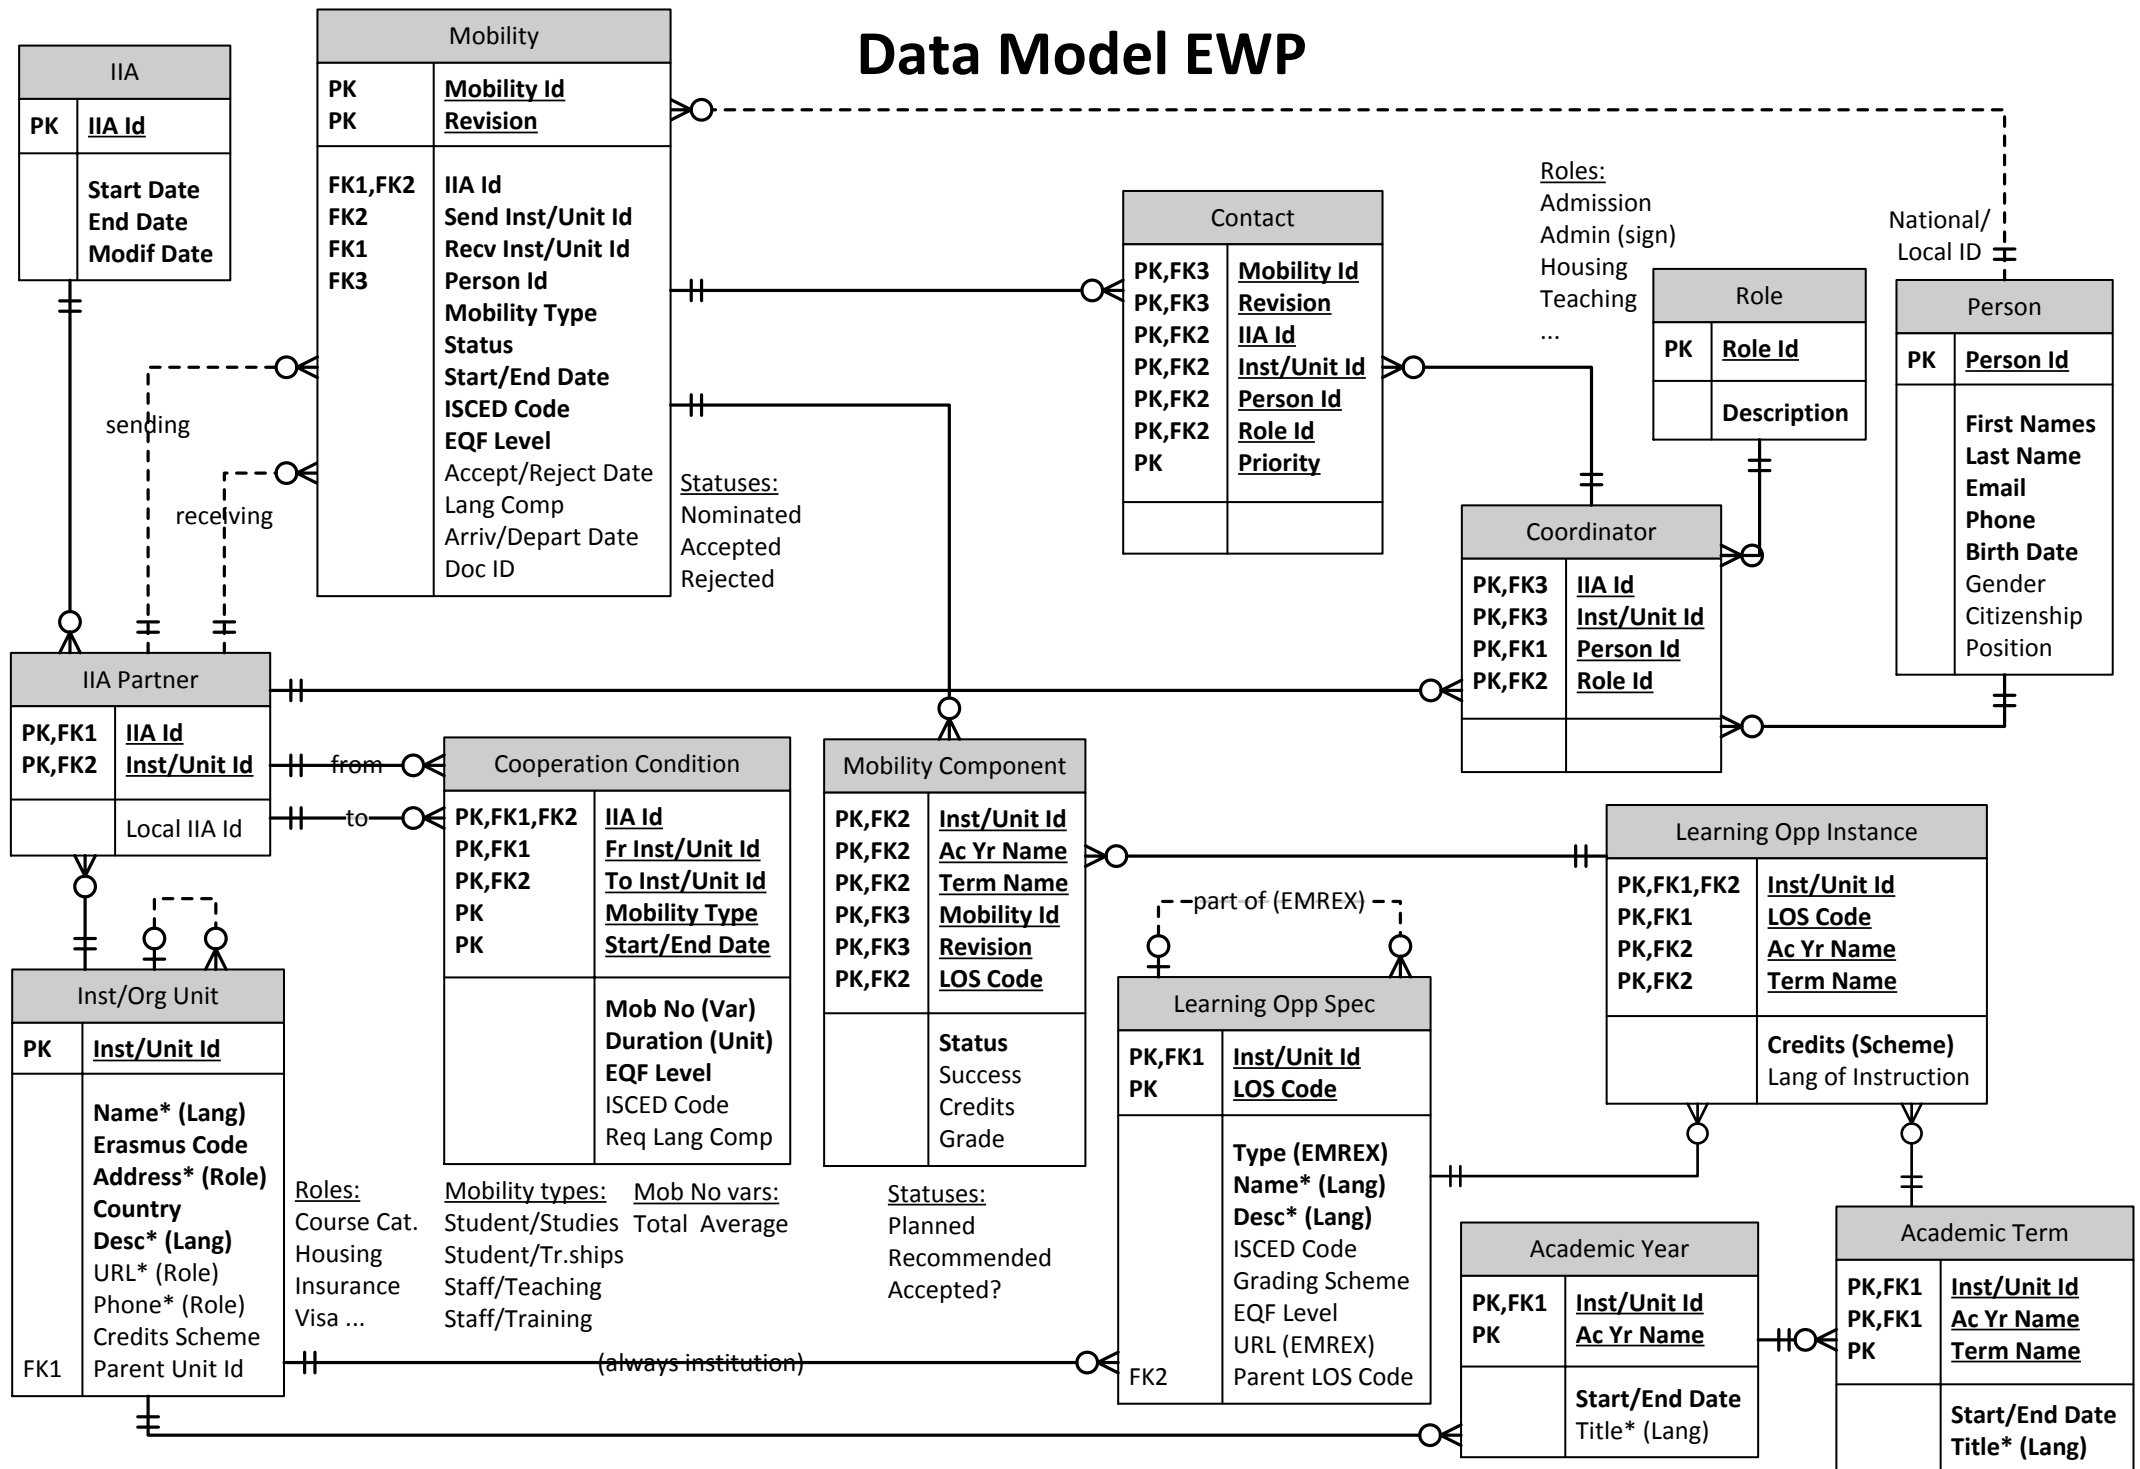 Data Model EWP
IIA
PK IIA Id
Start Date
End Date
Modif Date
Mobility
PK Mobility Id
PK Revision
FK1,FK2 IIA Id
FK2 Send Inst/Unit Id
FK1 Recv Inst/Unit Id
FK3 Person Id
Mobility Type
Status
Start/End Date
ISCED Code
EQF Level
Accept/Reject Date
Lang Comp
Arriv/Depart Date
Doc ID
Statuses:
Nominated
Accepted
Rejected
sending
receiving
Contact
PK,FK3 Mobility Id
PK,FK3 Revision
PK,FK2 IIA Id
PK,FK2 Inst/Unit Id
PK,FK2 Person Id
PK,FK2 Role Id
PK Priority
Roles:
Admission
Admin (sign)
Housing
Teaching
...
Role
PK Role Id
Description
National/
Local ID
Person
PK Person Id
First Names
Last Name
Email
Phone
Birth Date
Gender
Citizenship
Position
Coordinator
PK,FK3 IIA Id
PK,FK3 Inst/Unit Id
PK,FK1 Person Id
PK,FK2 Role Id
IIA Partner
PK,FK1 IIA Id
PK,FK2 Inst/Unit Id
Local IIA Id
from
to
Cooperation Condition
PK,FK1,FK2 IIA Id
PK,FK1 Fr Inst/Unit Id
PK,FK2 To Inst/Unit Id
PK Mobility Type
PK Start/End Date
Mob No (Var)
Duration (Unit)
EQF Level
ISCED Code
Req Lang Comp
Mobility types:
Student/Studies
Student/Tr.ships
Staff/Teaching
Staff/Training
Mob No vars:
Total Average
Mobility Component
PK,FK2 Inst/Unit Id
PK,FK2 Ac Yr Name
PK,FK2 Term Name
PK,FK3 Mobility Id
PK,FK3 Revision
PK,FK2 LOS Code
Status
Success
Credits
Grade
Statuses:
Planned
Recommended
Accepted?
Learning Opp Instance
PK,FK1,FK2 Inst/Unit Id
PK,FK1 LOS Code
PK,FK2 Ac Yr Name
PK,FK2 Term Name
Credits (Scheme)
Lang of Instruction
part of (EMREX)
Learning Opp Spec
PK,FK1 Inst/Unit Id
PK LOS Code
Type (EMREX)
Name* (Lang)
Desc* (Lang)
ISCED Code
Grading Scheme
EQF Level
URL (EMREX)
FK2 Parent LOS Code
Inst/Org Unit
PK Inst/Unit Id
Name* (Lang)
Erasmus Code
Address* (Role)
Country
Desc* (Lang)
URL* (Role)
Phone* (Role)
Credits Scheme
FK1 Parent Unit Id
Roles:
Course Cat.
Housing
Insurance
Visa ...
(always institution)
Academic Year
PK,FK1 Inst/Unit Id
PK Ac Yr Name
Start/End Date
Title* (Lang)
Academic Term
PK,FK1 Inst/Unit Id
PK,FK1 Ac Yr Name
PK Term Name
Start/End Date
Title* (Lang)